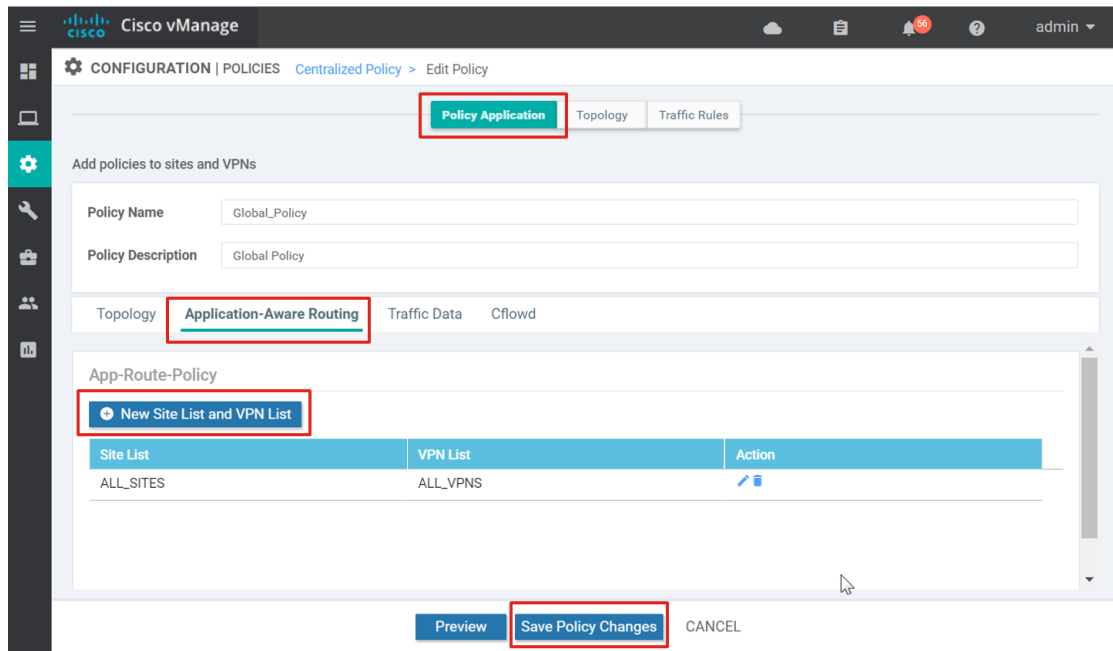 cisco Cisco vManage 56 admin
CONFIGURATION | POLICIES Centralized Policy > Edit Policy
Policy Application Topology Traffic Rules
Add policies to sites and VPNs
Policy Name Global_Policy
Policy Description Global Policy
Topology Application-Aware Routing Traffic Data Cflowd
App-Route-Policy
New Site List and VPN List
Site List VPN List Action
ALL_SITES ALL_VPNS
Preview Save Policy Changes CANCEL